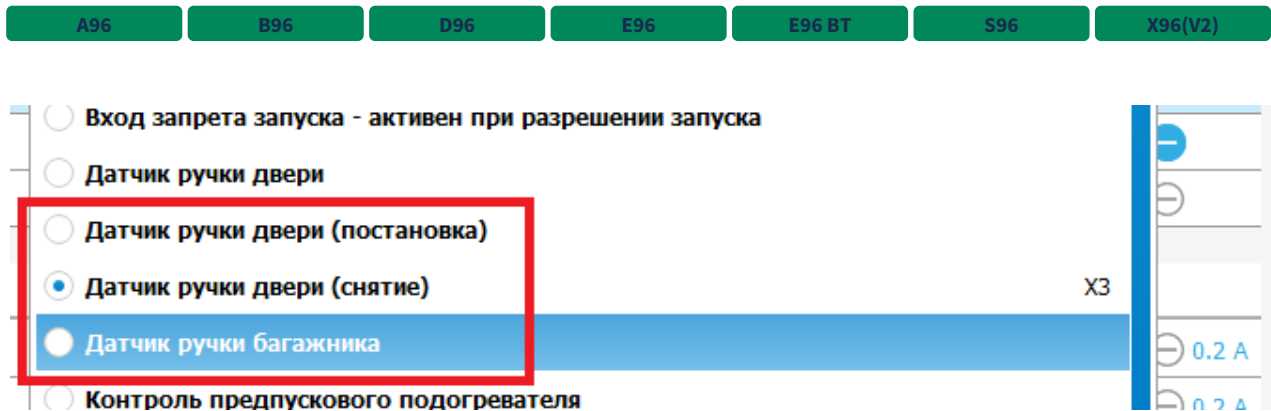 A96 B96 D96 E96 E96 BT S96 X96(V2)
Вход запрета запуска - активен при разрешении запуска
Датчик ручки двери
Датчик ручки двери (постановка)
Датчик ручки двери (снятие) X3
Датчик ручки багажника 0.2 A
Контроль предпускового подогревателя 0.2 A